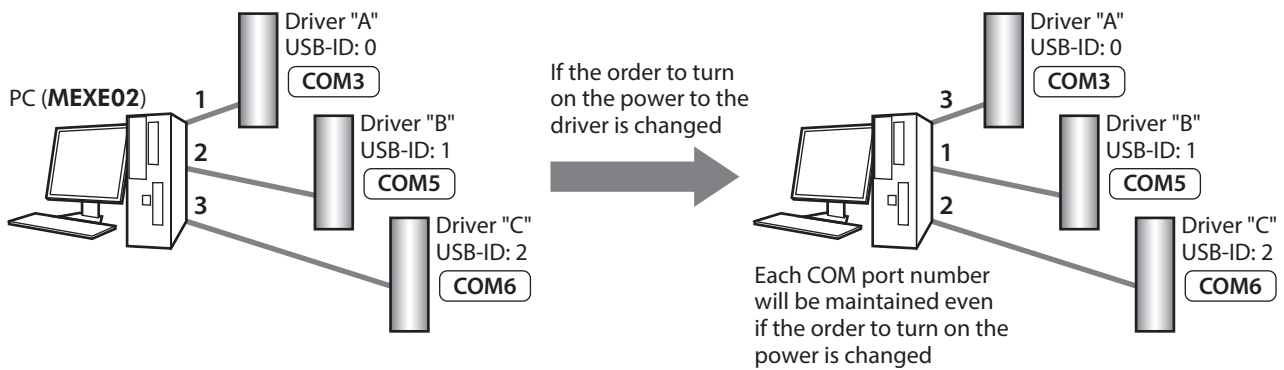 PC (MEXE02)
1
Driver "A"
USB-ID: 0
COM3
2
Driver "B"
USB-ID: 1
COM5
3
Driver "C"
USB-ID: 2
COM6
If the order to turn
on the power to the
driver is changed
3
Driver "A"
USB-ID: 0
COM3
1
Driver "B"
USB-ID: 1
COM5
2
Driver "C"
USB-ID: 2
COM6
Each COM port number
will be maintained even
if the order to turn on the
power is changed